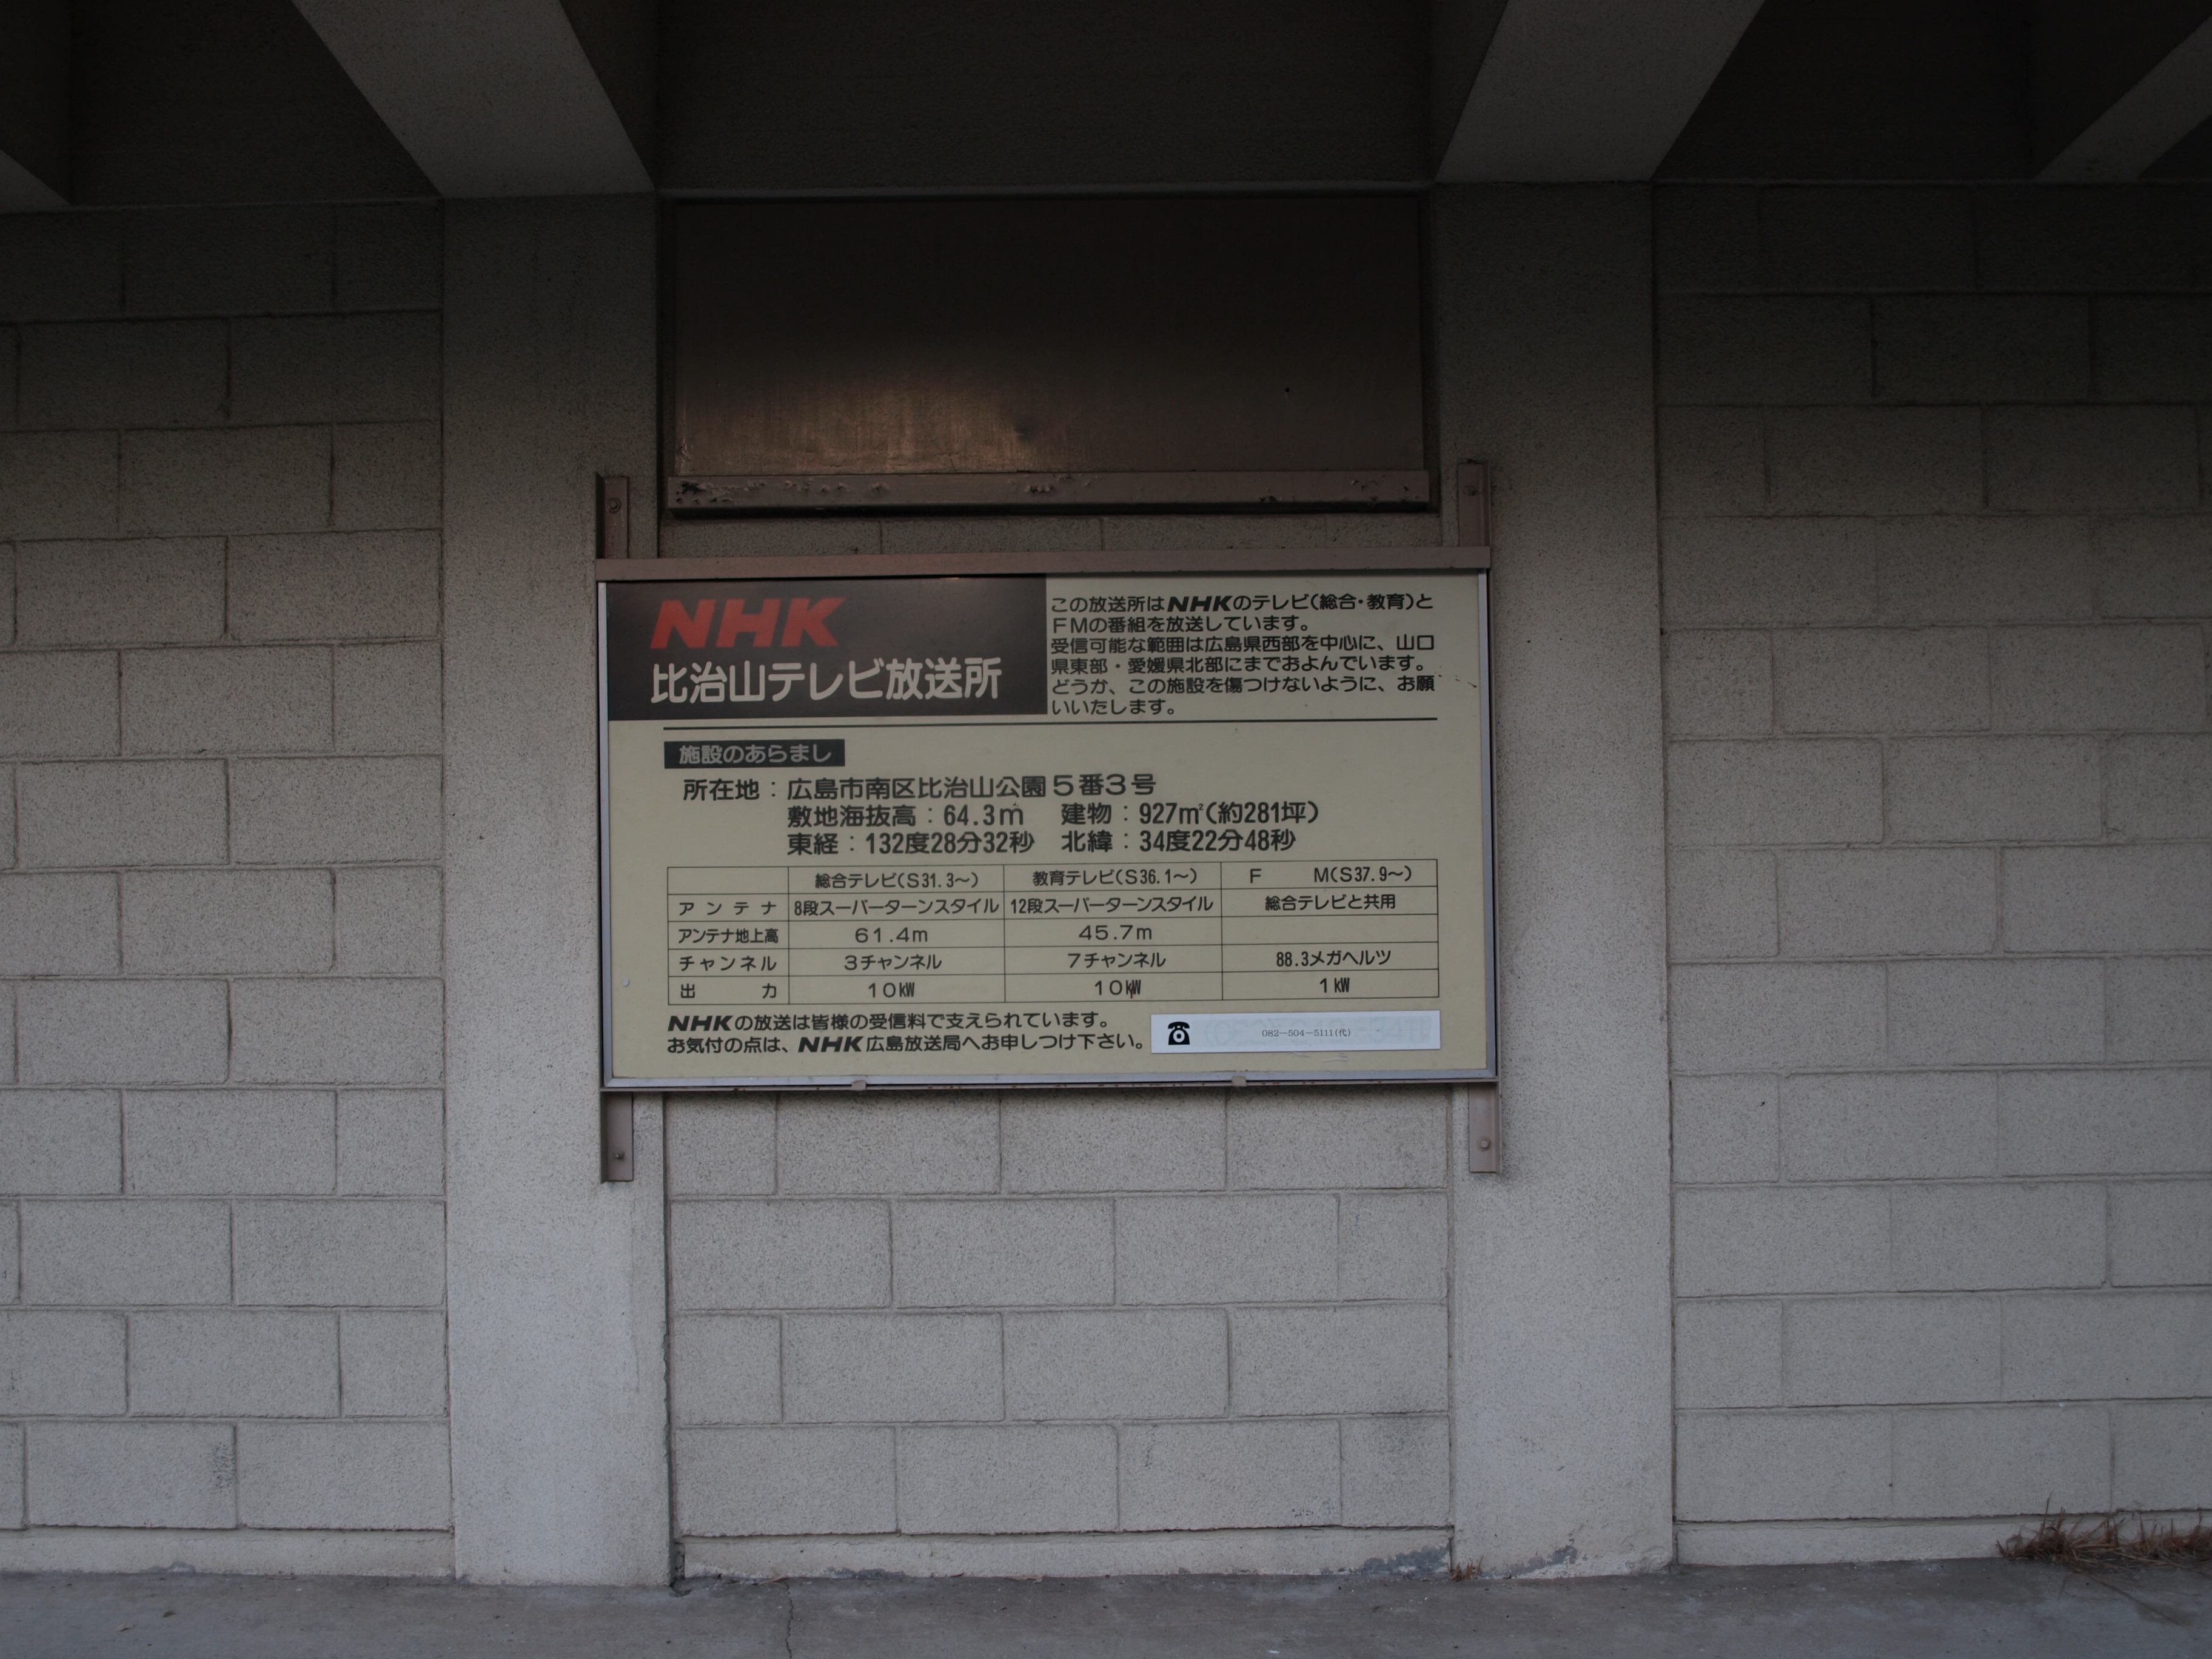 NHK
比治山テレビ放送所
この放送所はNHKのテレビ(総合・教育)と
FMの番組を放送しています。
受信可能な範囲は広島県西部を中心に、山口
県東部・愛媛県北部にまでおよんでいます。
どうか、この施設を傷つけないように、お願
いいたします。
施設のあらまし
所在地：広島市南区比治山公園5番3号
敷地海抜高：64.3m 建物：927㎡(約281坪)
東経：132度28分32秒 北緯：34度22分48秒
総合テレビ(S31.3〜) 教育テレビ(S36.1〜) F M(S37.9〜)
アンテナ 8段スーパーターンスタイル 12段スーパーターンスタイル 総合テレビと共用
アンテナ地上高 61.4m 45.7m
チャンネル 3チャンネル 7チャンネル 88.3メガヘルツ
出力 10㎾ 10㎾ 1㎾
NHKの放送は皆様の受信料で支えられています。
お気付の点は、NHK広島放送局へお申しつけ下さい。
082-504-5111(代)